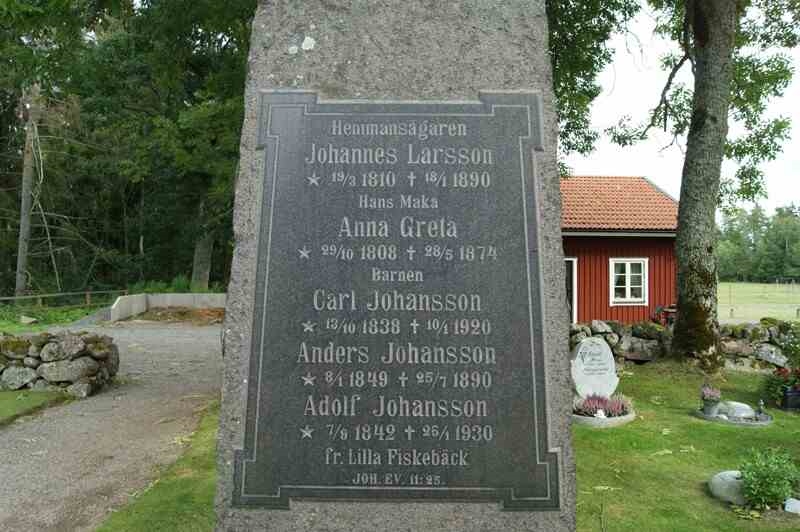 Hemmansägaren
Johannes Larsson
★ 19/3 1810 ✝ 18/1 1890
Hans Maka
Anna Greta
★ 29/10 1808 ✝ 28/5 1874
Barnen
Carl Johansson
★ 13/10 1838 ✝ 10/1 1920
Anders Johansson
★ 8/1 1849 ✝ 25/7 1890
Adolf Johansson
★ 7/9 1842 ✝ 26/1 1930
fr. Lilla Fiskebäck
JOH. EV. 11:25.